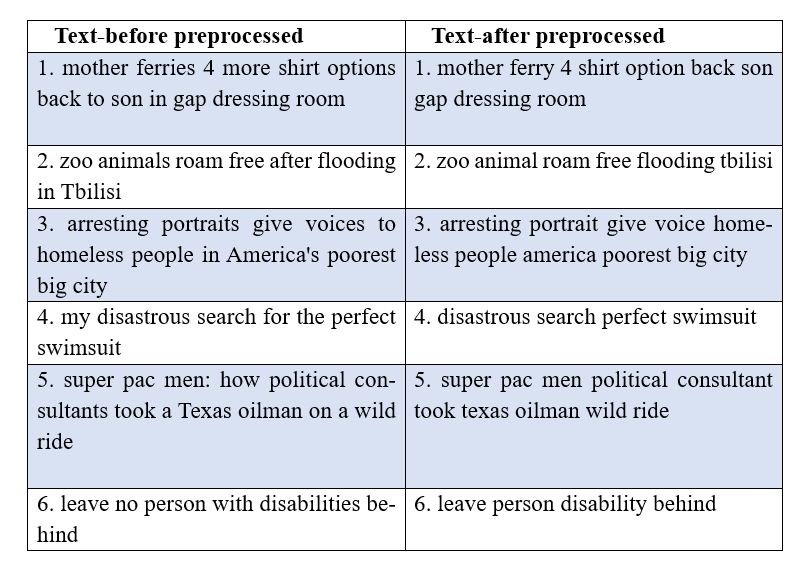 Text-before preprocessed
Text-after preprocessed
1. mother ferries 4 more shirt options
back to son in gap dressing room
1. mother ferry 4 shirt option back son
gap dressing room
2. zoo animals roam free after flooding
in Tbilisi
2. zoo animal roam free flooding tbilisi
3. arresting portraits give voices to
homeless people in America's poorest
big city
3. arresting portrait give voice home-
less people america poorest big city
4. my disastrous search for the perfect
swimsuit
4. disastrous search perfect swimsuit
5. super pac men: how political con-
sultants took a Texas oilman on a wild
ride
5. super pac men political consultant
took texas oilman wild ride
6. leave no person with disabilities be-
hind
6. leave person disability behind